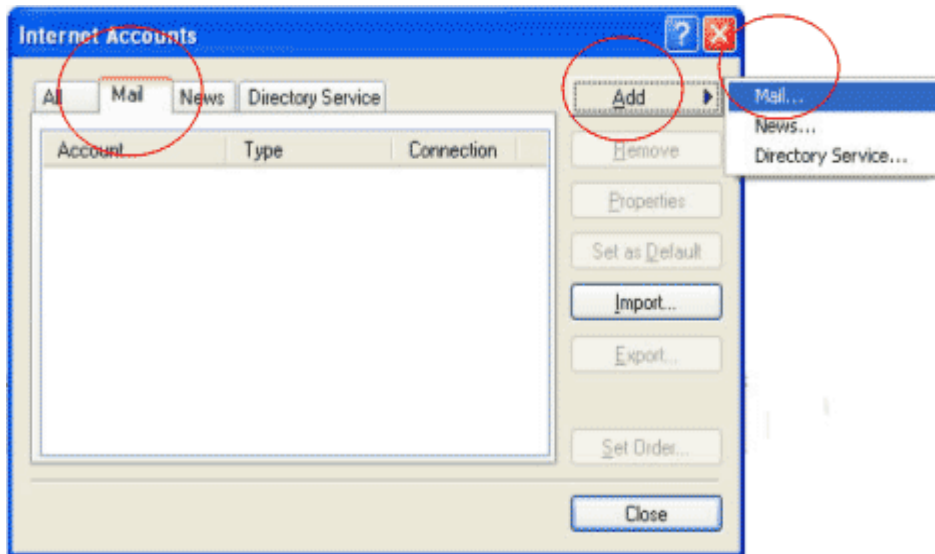 Internet Accounts
All Mail News Directory Service
Add
Mail...
News...
Directory Service...
Account Type Connection
Remove
Properties
Set as Default
Import...
Export...
Set Order...
Close